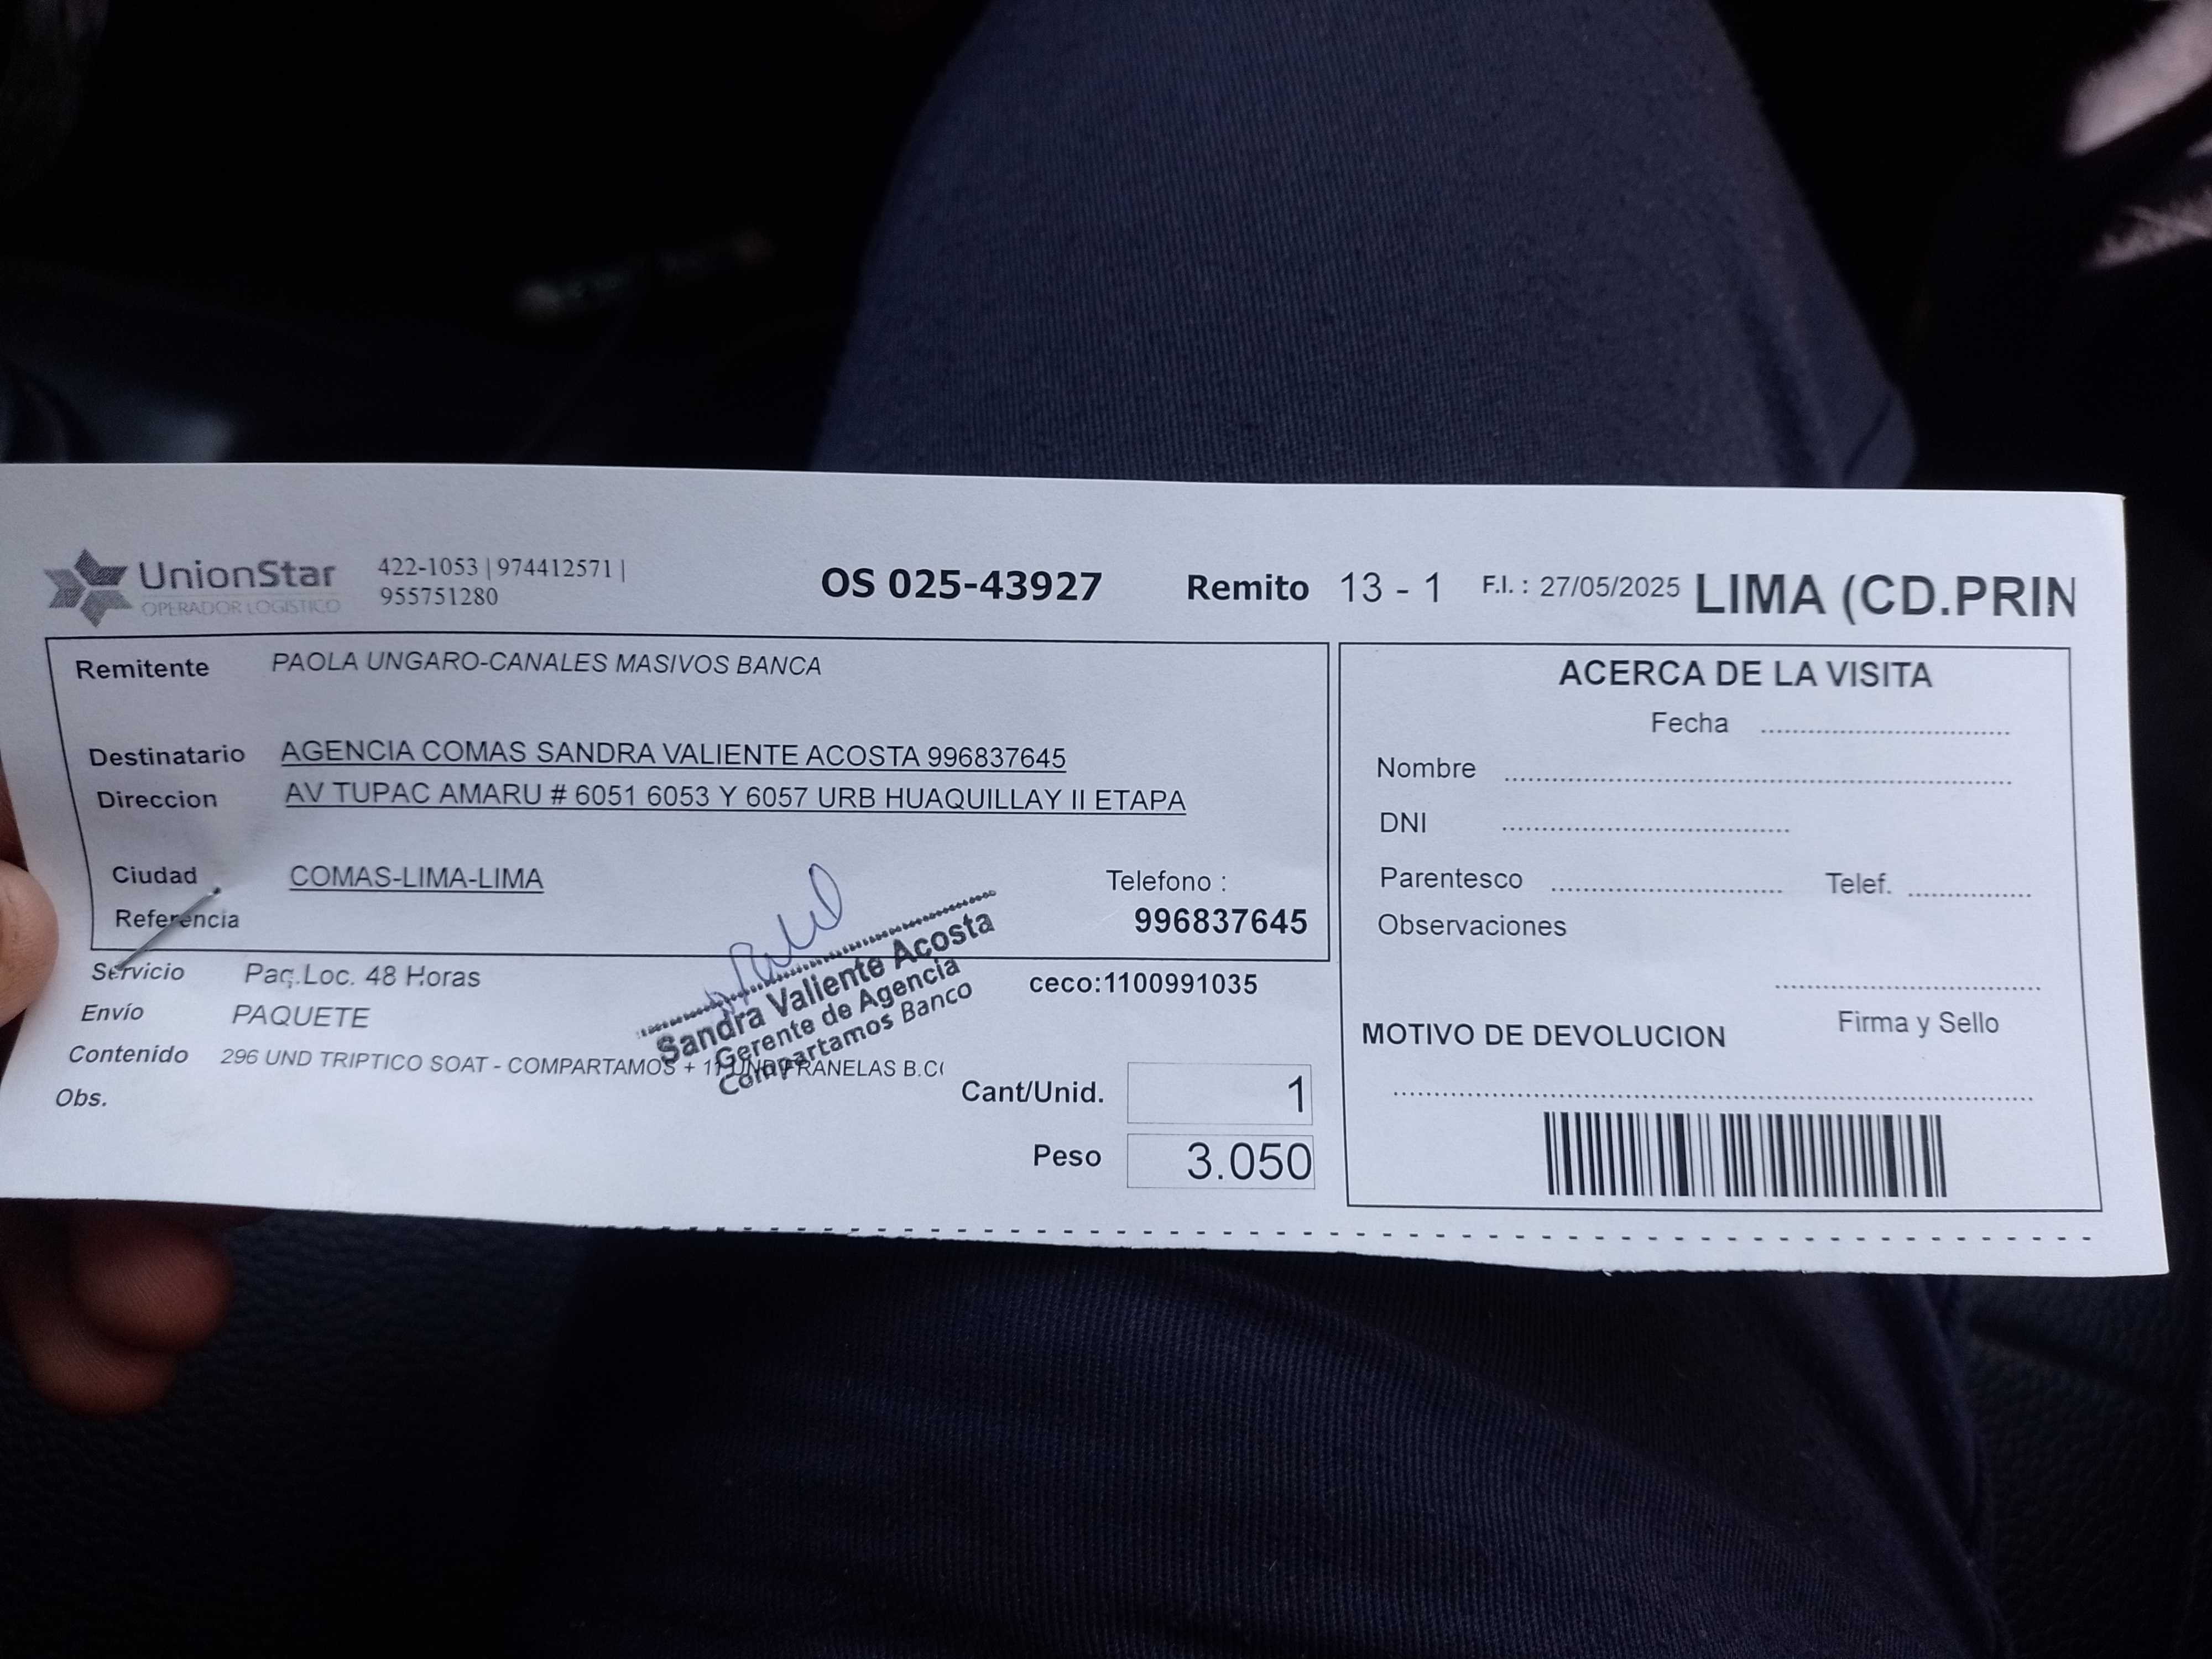 UnionStar
OPERADOR LOGISTICO
422-1053 | 974412571 |
955751280
OS 025-43927 Remito 13 - 1 F.I. : 27/05/2025 LIMA (CD.PRIN
Remitente PAOLA UNGARO-CANALES MASIVOS BANCA
Destinatario AGENCIA COMAS SANDRA VALIENTE ACOSTA 996837645
Direccion AV TUPAC AMARU # 6051 6053 Y 6057 URB HUAQUILLAY II ETAPA
Ciudad COMAS-LIMA-LIMA
Telefono :
Referencia
996837645
Servicio Paq.Loc. 48 Horas
ceco:1100991035
Envío PAQUETE
Contenido 296 UND TRIPTICO SOAT - COMPARTAMOS + UND FRANELAS B.C
Obs.
Sandra Valiente Acosta
Gerente de Agencia
Compartamos Banco
Cant/Unid. 1
Peso 3.050
ACERCA DE LA VISITA
Fecha
Nombre
DNI
Parentesco Telef.
Observaciones
Firma y Sello
MOTIVO DE DEVOLUCION